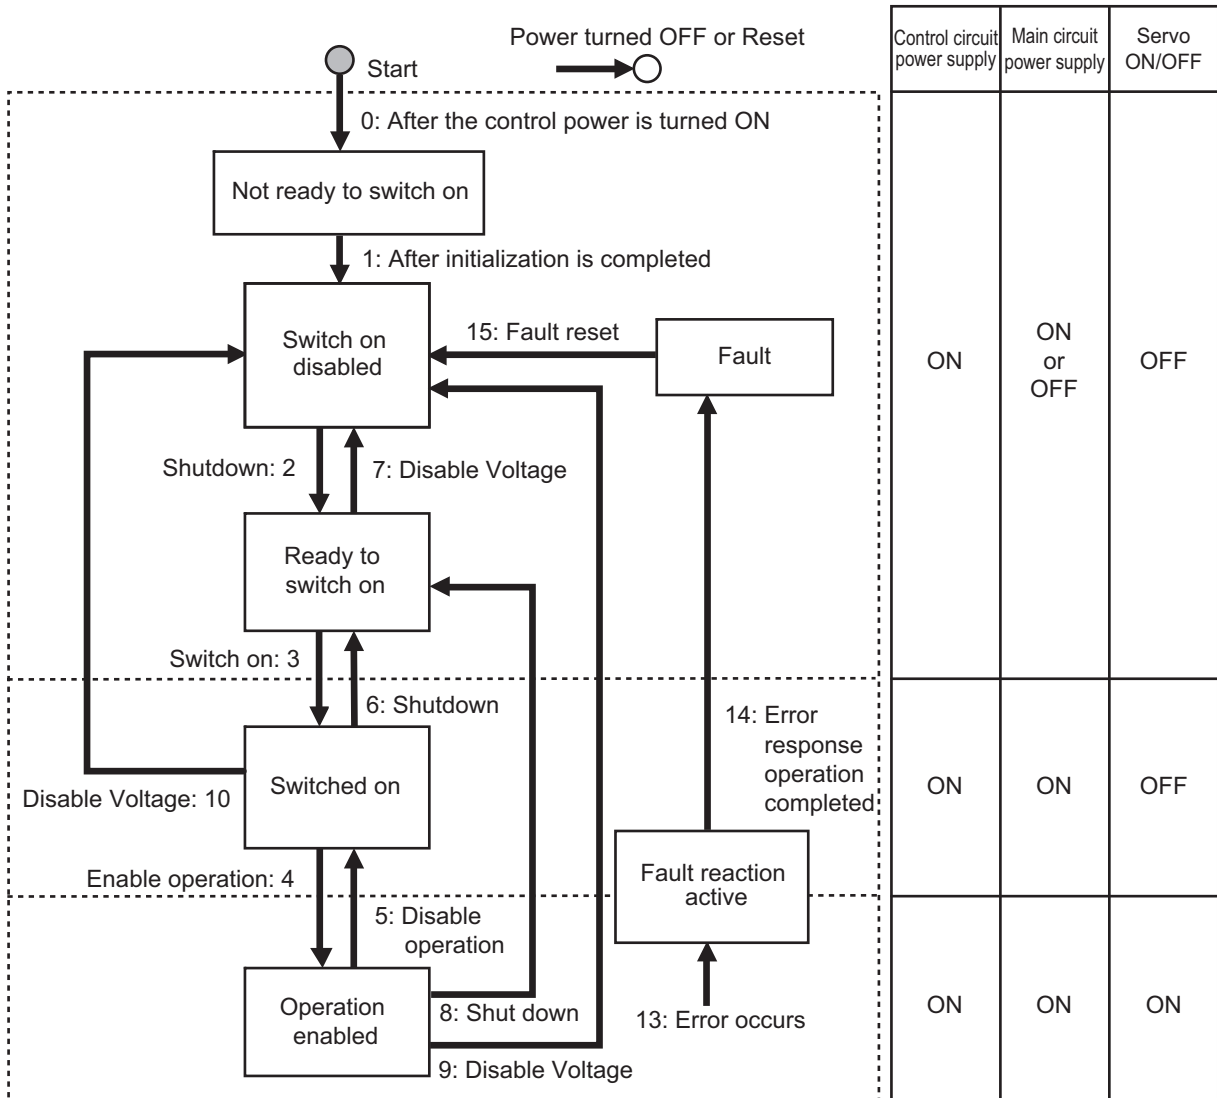 Power turned OFF or Reset
Start
0: After the control power is turned ON
Not ready to switch on
1: After initialization is completed
Switch on
disabled
15: Fault reset
Fault
Shutdown: 2
7: Disable Voltage
Ready to
switch on
Switch on: 3
6: Shutdown
Switched on
Disable Voltage: 10
14: Error
response
operation
completed
Enable operation: 4
5: Disable
operation
Fault reaction
active
Operation
enabled
8: Shut down
9: Disable Voltage
13: Error occurs
Control circuit
power supply
Main circuit
power supply
Servo
ON/OFF
ON
ON
or
OFF
OFF
ON
ON
OFF
ON
ON
ON